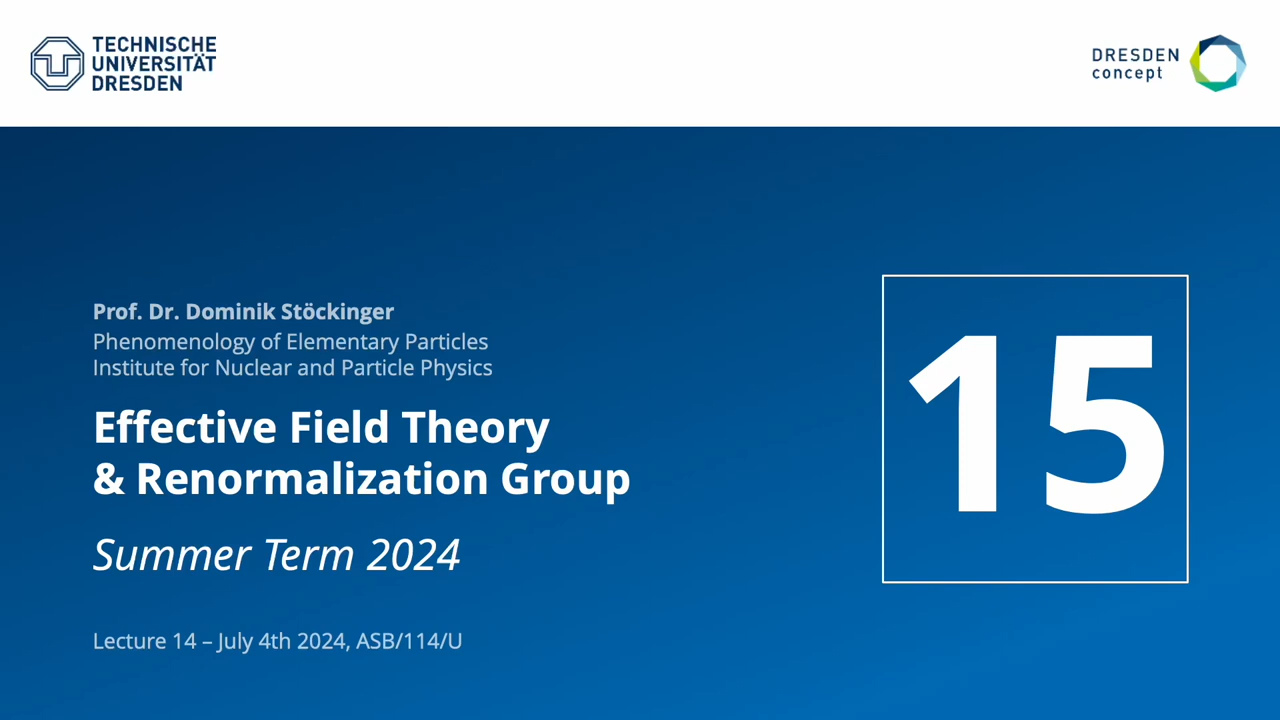 TECHNISCHE
UNIVERSITÄT
DRESDEN
DRESDEN
concept
Prof. Dr. Dominik Stöckinger
Phenomenology of Elementary Particles
Institute for Nuclear and Particle Physics
Effective Field Theory
& Renormalization Group
Summer Term 2024
Lecture 14 – July 4th 2024, ASB/114/U
15